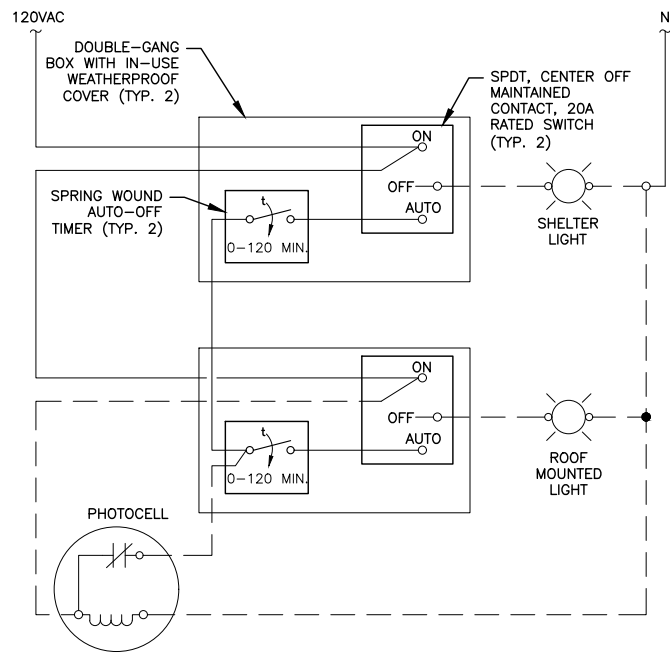 120VAC
N
DOUBLE-GANG
BOX WITH IN-USE
WEATHERPROOF
COVER (TYP. 2)
SPDT, CENTER OFF
MAINTAINED
CONTACT, 20A
RATED SWITCH
(TYP. 2)
ON
OFF
AUTO
SPRING WOUND
AUTO-OFF
TIMER (TYP. 2)
t
0-120 MIN.
SHELTER
LIGHT
ON
OFF
AUTO
t
0-120 MIN.
ROOF
MOUNTED
LIGHT
PHOTOCELL